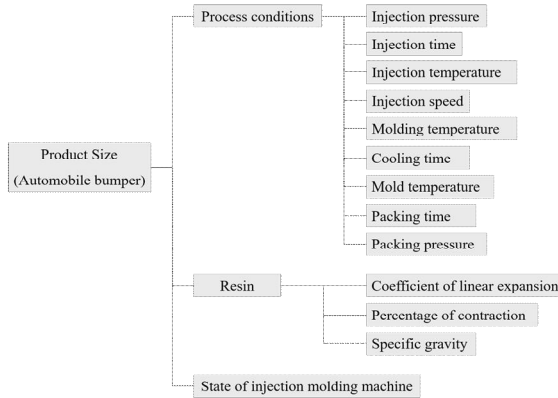 Process conditions
Injection pressure
Injection time
Injection temperature
Injection speed
Molding temperature
Cooling time
Mold temperature
Packing time
Packing pressure
Product Size
(Automobile bumper)
Resin
Coefficient of linear expansion
Percentage of contraction
Specific gravity
State of injection molding machine